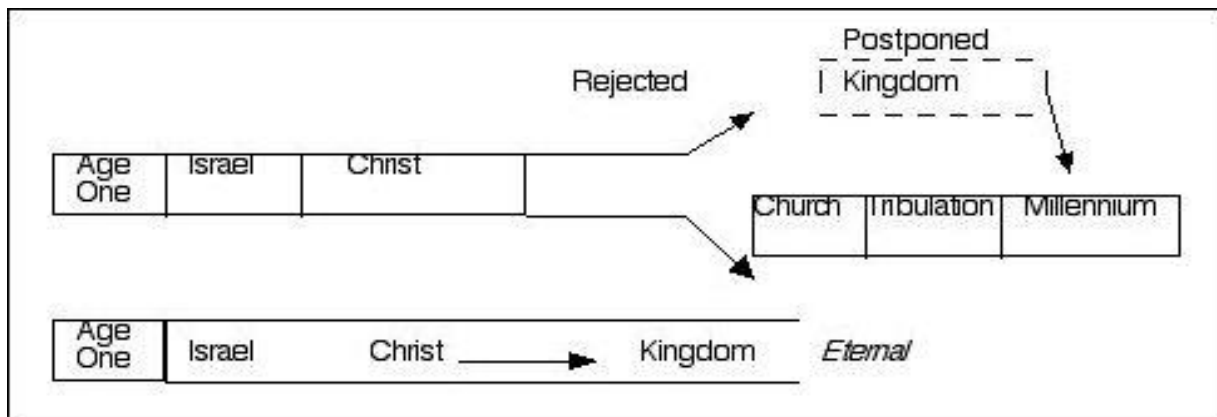 Postponed
Rejected
Kingdom
Age
One
Israel
Christ
Church
Tribulation
Millennium
Age
One
Israel
Christ
Kingdom
Eternal